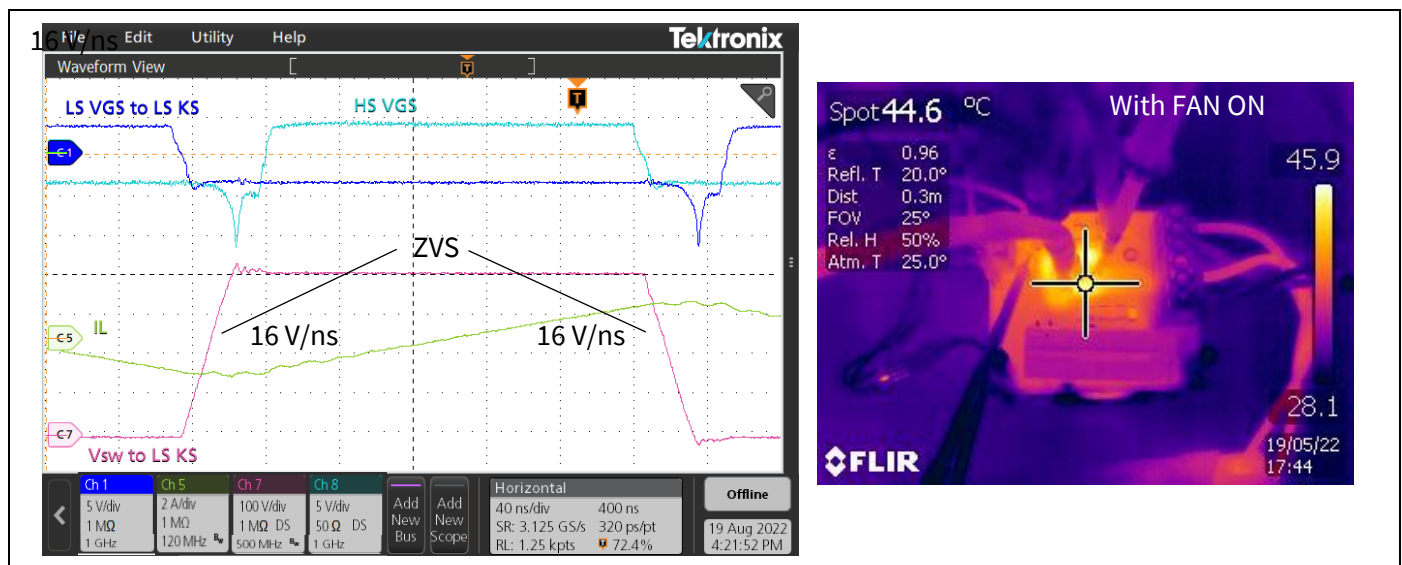 16 V/ns
File Edit Utility Help
Tektronix
Waveform View
[ T ]
T
LS VGS to LS KS
HS VGS
C1
ZVS
C5 IL
16 V/ns
16 V/ns
C7
Vsw to LS KS
Ch 1
5 V/div
1 MΩ
1 GHz
Ch 5
2 A/div
1 MΩ
120 MHz Bw
Ch 7
100 V/div
1 MΩ DS
500 MHz Bw
Ch 8
5 V/div
50 Ω DS
1 GHz
Add
New
Bus
Add
New
Scope
Horizontal
40 ns/div 400 ns
SR: 3.125 GS/s 320 ps/pt
RL: 1.25 kpts T 72.4%
Offline
19 Aug 2022
4:21:52 PM
Spot 44.6 ºC
With FAN ON
ε 0.96
Refl. T 20.0°
Dist 0.3m
FOV 25°
Rel. H 50%
Atm. T 25.0°
45.9
28.1
19/05/22
17:44
FLIR